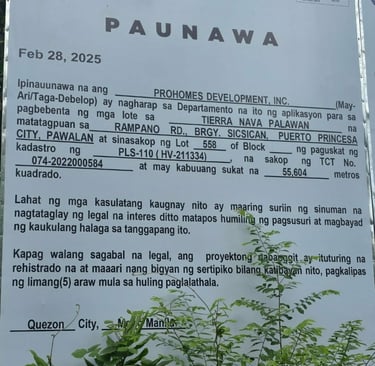 PAUNAWA
Feb 28, 2025
Ipinauunawa na ang PROHOMES DEVELOPMENT, INC. (May-
Ari/Taga-Debelop) ay nagharap sa Departamento na ito ng aplikasyon para sa
pagbebenta ng mga lote sa TIERRA NAVA PALAWAN na
matatagpuan sa RAMPANO RD., BRGY. SICSICAN, PUERTO PRINCESA
CITY, PAWALAN at sinasakop ng Lot 558 of Block ___ ng paguskat ng
kadastro ng PLS-110 ( HV-211334) , na sakop ng TCT No.
074-2022000584 at may kabuuang sukat na 55,604 metros
kuadrado.
Lahat ng mga kasulatang kaugnay nito ay maaring suriin ng sinuman na
nagtataglay ng legal na interes ditto matapos humiling ng pagsusuri at magbayad
ng kaukulang halaga sa tanggapang ito.
Kapag walang sagabal na legal, ang proyektong nabanggit ay ituturing na
rehistrado na at maaari nang bigyan ng sertipiko bilang katibayan nito, pagkalipas
ng limang(5) araw mula sa huling paglalathala.
Quezon City, Metro Manila